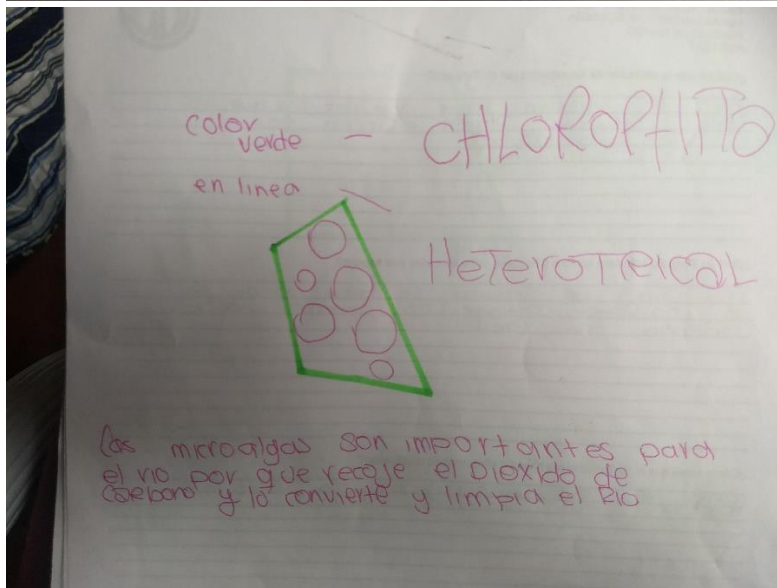 color
verde – CHLOROPHITa
en linea
HeTeroTRICaL
Las microalgas son importantes para
el rio por que recoje el Dioxido de
Carbono y lo convierte y limpia el Rio